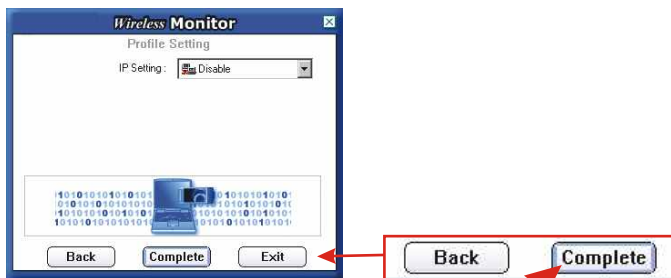 Wireless Monitor
Profile Setting
IP Setting : Disable
Back Complete Exit
Back Complete